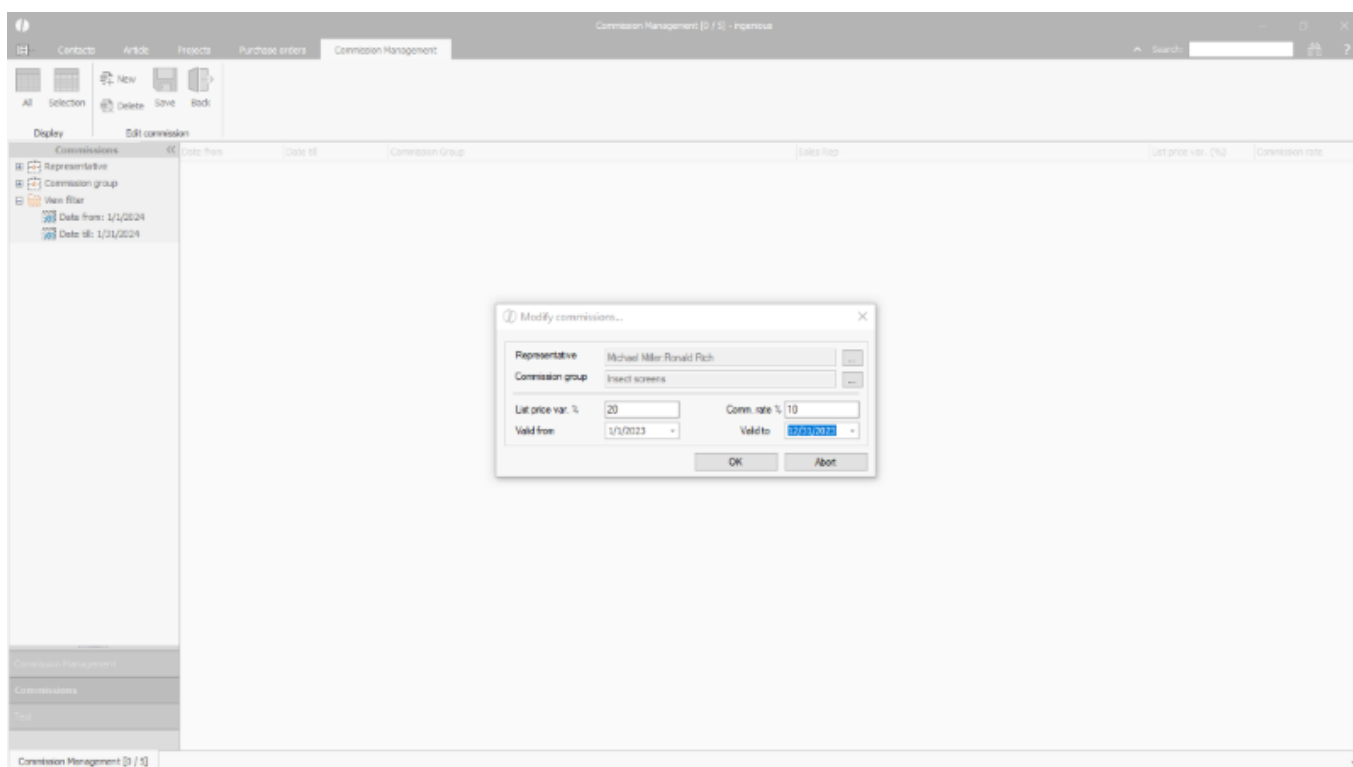 Commission Management [0 / 5] - ingenious
Contacts Article Projects Purchase orders Commission Management Search: ?
All Selection New Delete Save Back
Display Edit commission
Commissions Date from Date till Commission Group Sales Rep List price var. (%) Commission rate
Representative
Commission group
View filter
Date from: 1/1/2024
Date till: 1/31/2024
Modify commissions...
Representative Michael Miller;Ronald Rich ...
Commission group Insect screens ...
List price var. % 20 Comm. rate % 10
Valid from 1/1/2023 Valid to 12/31/2023
OK Abort
Commission Management
Commissions
Test
Commission Management [0 / 5]